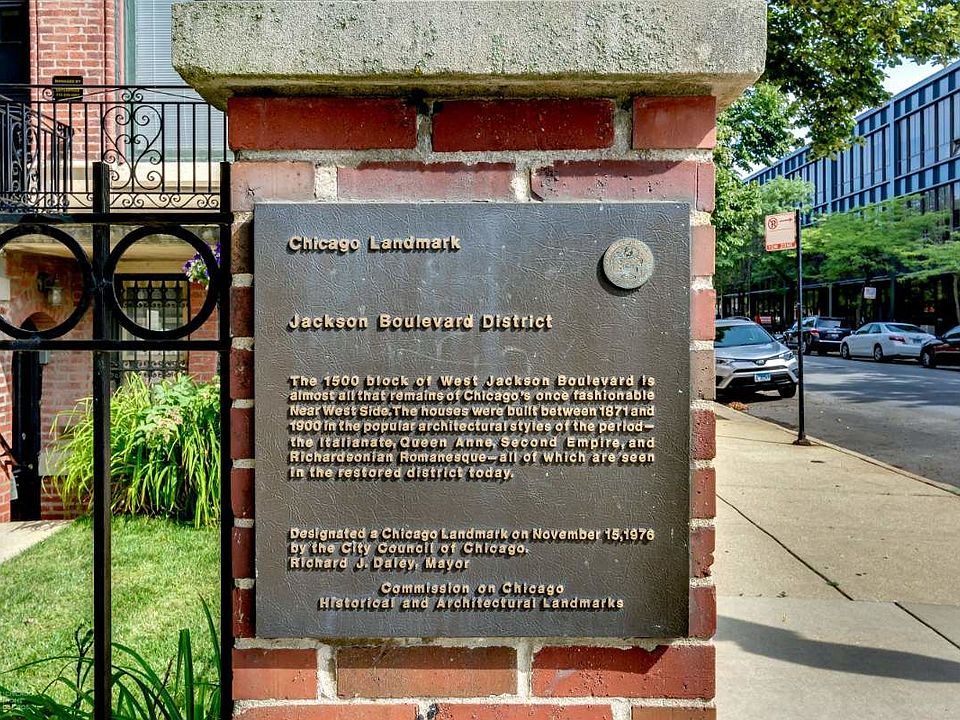 Chicago Landmark
Jackson Boulevard District
The 1500 block of West Jackson Boulevard is
almost all that remains of Chicago's once fashionable
Near West Side. The houses were built between 1871 and
1900 in the popular architectural styles of the period—
the Italianate, Queen Anne, Second Empire, and
Richardsonian Romanesque—all of which are seen
in the restored district today.
Designated a Chicago Landmark on November 15, 1976
by the City Council of Chicago.
Richard J. Daley, Mayor
Commission on Chicago
Historical and Architectural Landmarks
MANAGED BY
TOW ZONE